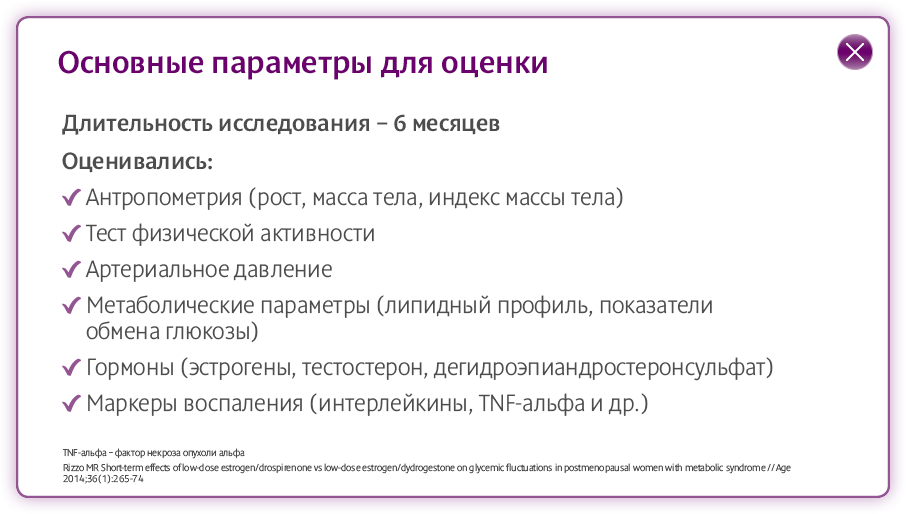 Основные параметры для оценки
Длительность исследования – 6 месяцев
Оценивались:
Антропометрия (рост, масса тела, индекс массы тела)
Тест физической активности
Артериальное давление
Метаболические параметры (липидный профиль, показатели
обмена глюкозы)
Гормоны (эстрогены, тестостерон, дегидроэпиандростеронсульфат)
Маркеры воспаления (интерлейкины, TNF-альфа и др.)
TNF-альфа – фактор некроза опухоли альфа
Rizzo MR Short-term effects of low-dose estrogen/drospirenone vs low-dose estrogen/dydrogestone on glycemic fluctuations in postmenopausal women with metabolic syndrome // Age
2014;36(1):265-74